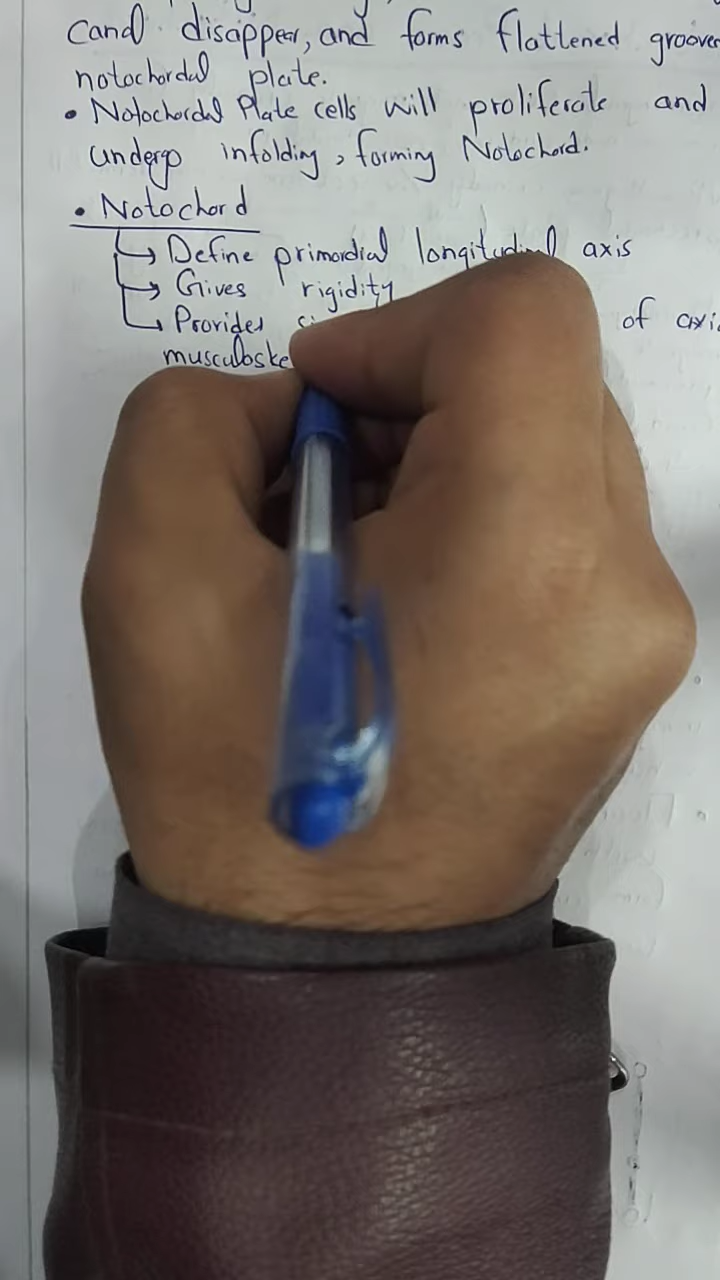 canal disappear, and forms flattened grooved
notochordal plate.
• Notochordal Plate cells will proliferate and
undergo infolding, forming Notochord.
• Notochord
↳ Define primordial longitudinal axis
↳ Gives rigidity
↳ Provides of